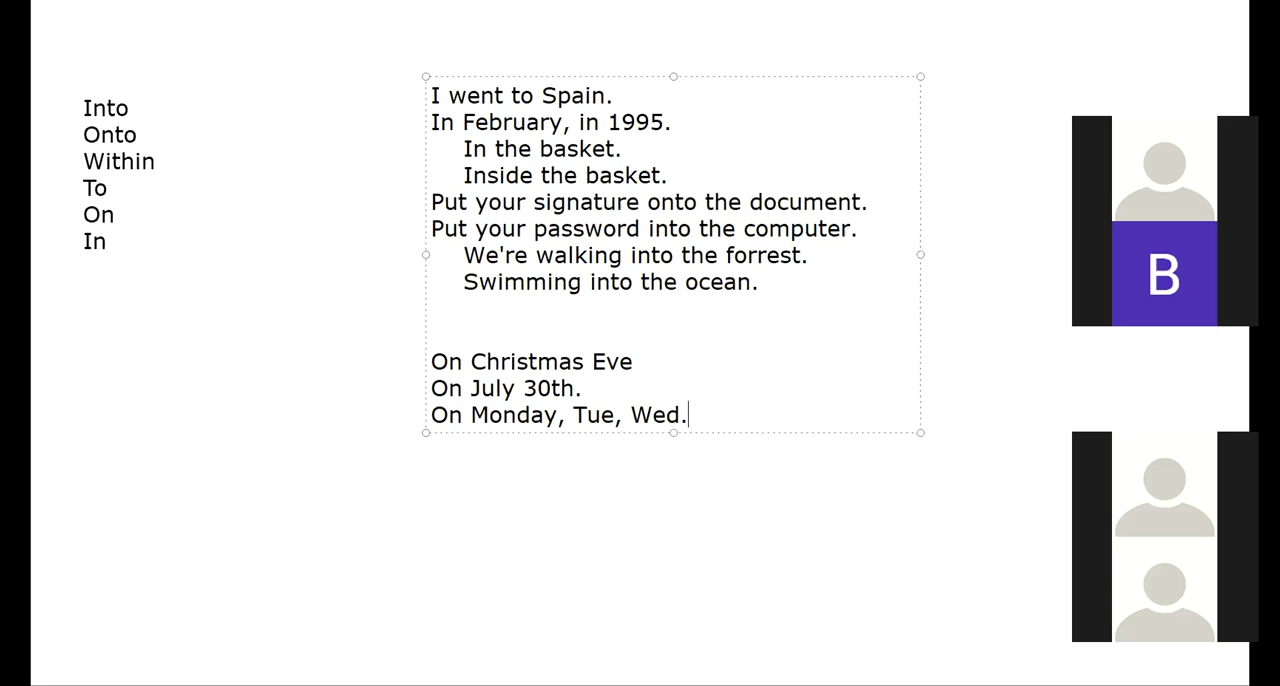 Into
Onto
Within
To
On
In
I went to Spain.
In February, in 1995.
In the basket.
Inside the basket.
Put your signature onto the document.
Put your password into the computer.
We're walking into the forrest.
Swimming into the ocean.
On Christmas Eve
On July 30th.
On Monday, Tue, Wed.
B